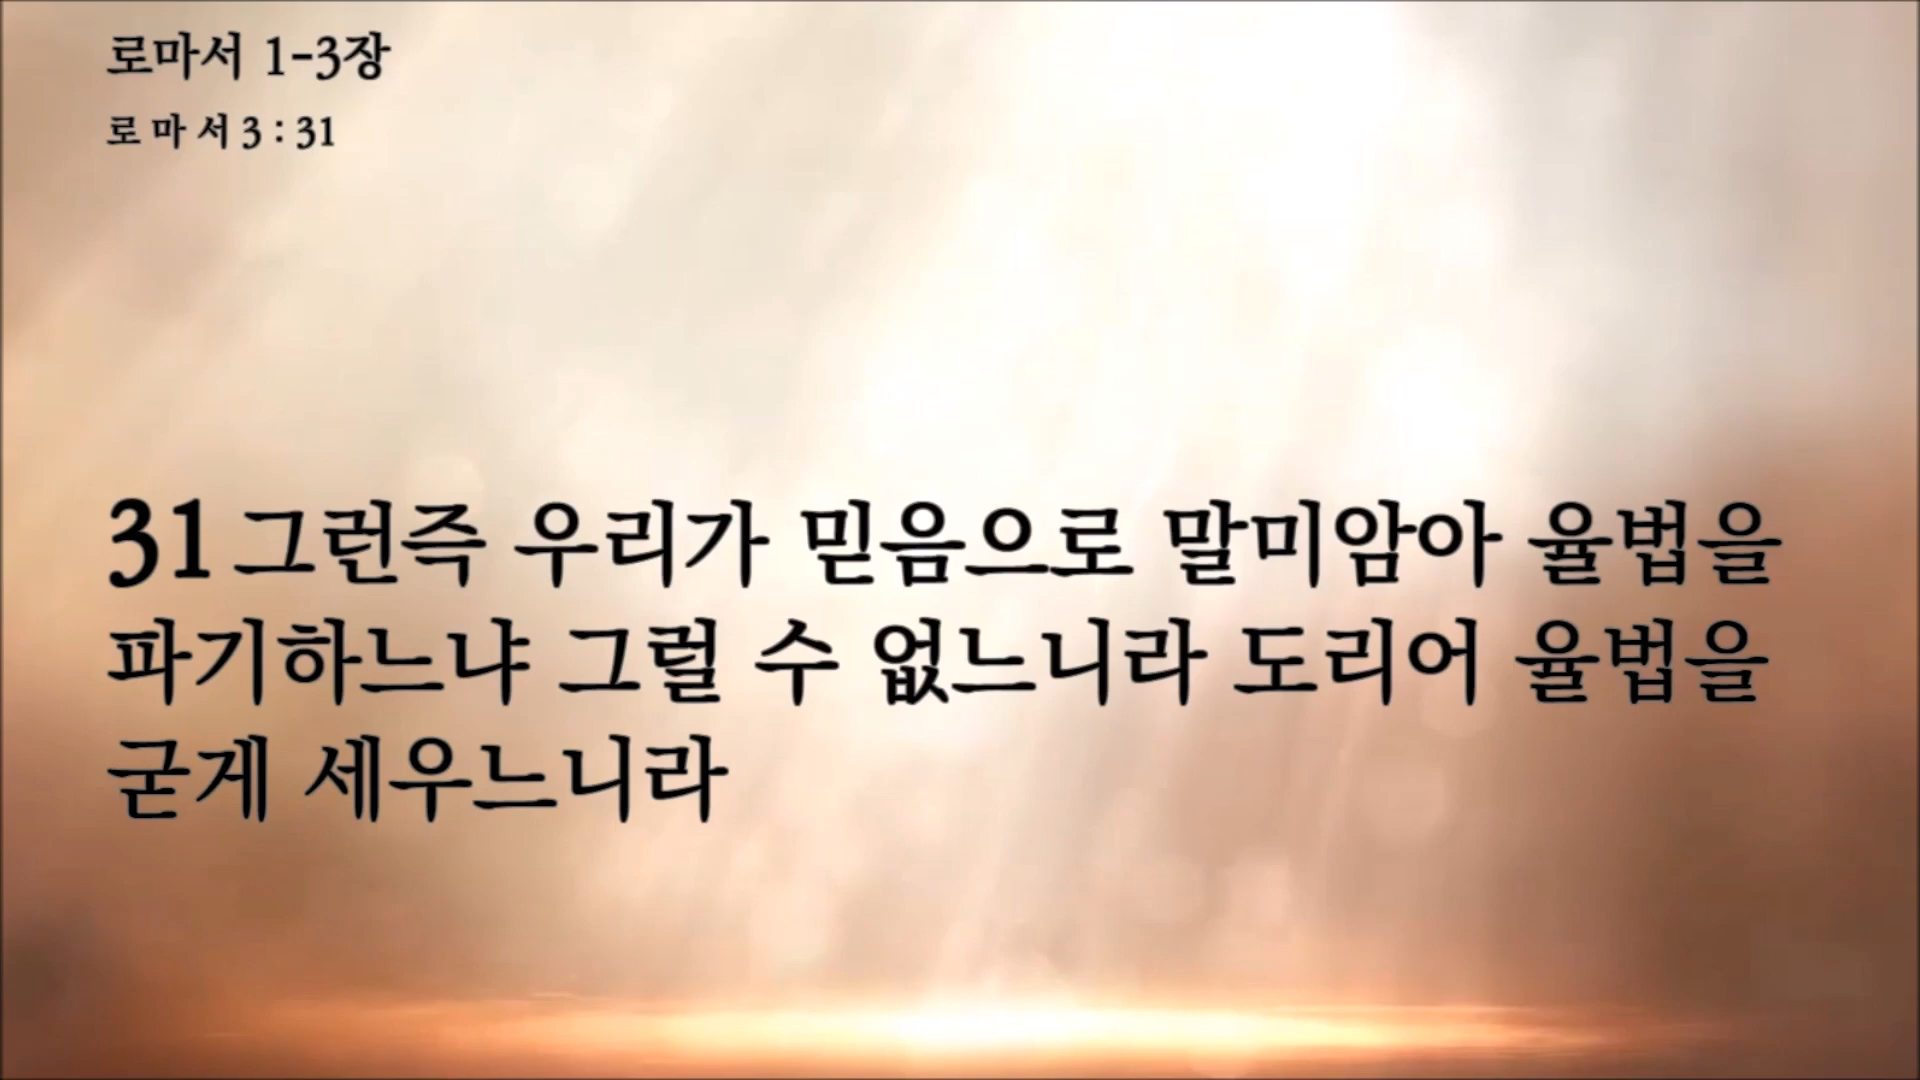 로마서 1-3장
로마서3:31
31 그런즉 우리가 믿음으로 말미암아 율법을
파기하느냐 그럴 수 없느니라 도리어 율법을
굳게 세우느니라